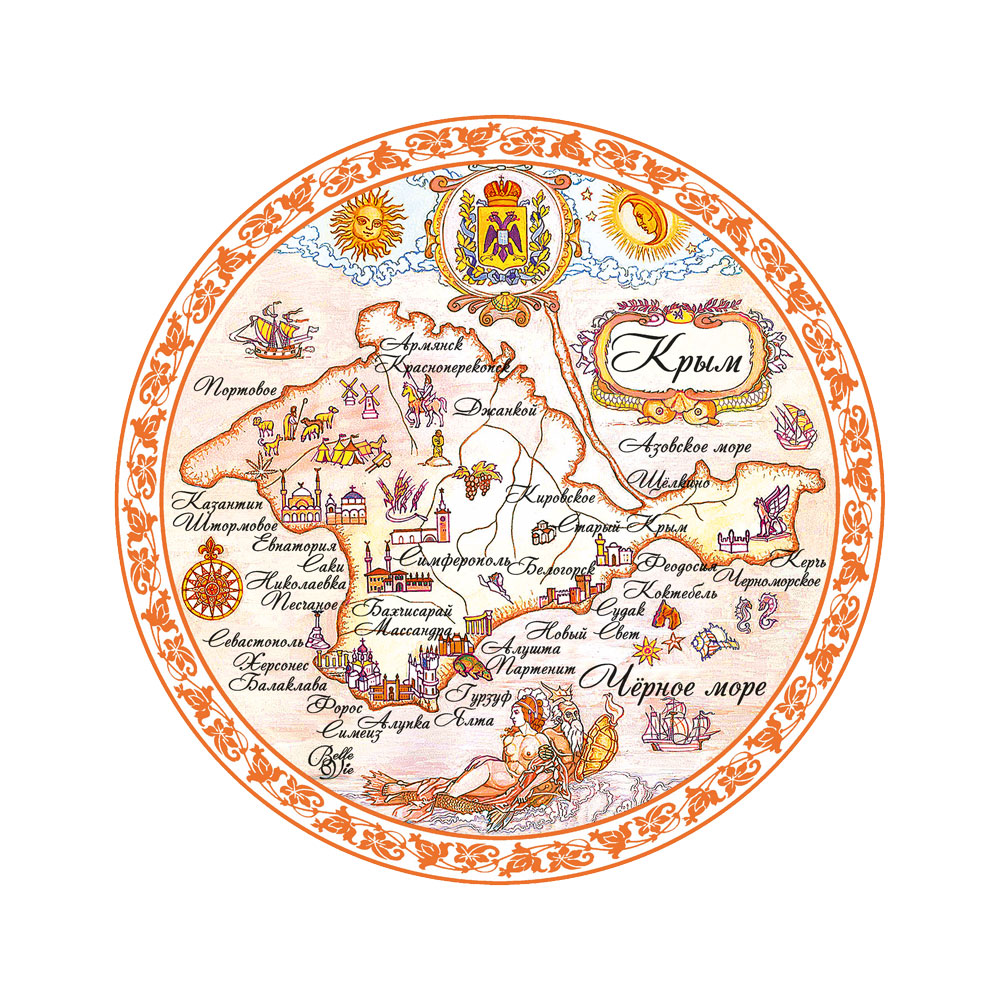 Крым
Армянск
Красноперекопск
Портовое
Джанкой
Азовское море
Щёлкино
Казантип
Штормовое
Кировское
Старый Крым
Евпатория
Саки
Николаевка
Песчаное
Симферополь
Белогорск
Феодосия
Керчь
Черноморское
Коктебель
Судак
Бахчисарай
Массандра
Новый Свет
Севастополь
Алушта
Херсонес
Партенит
Балаклава
Чёрное море
Гурзуф
Форос
Алупка
Ялта
Симеиз
Belle
Vie